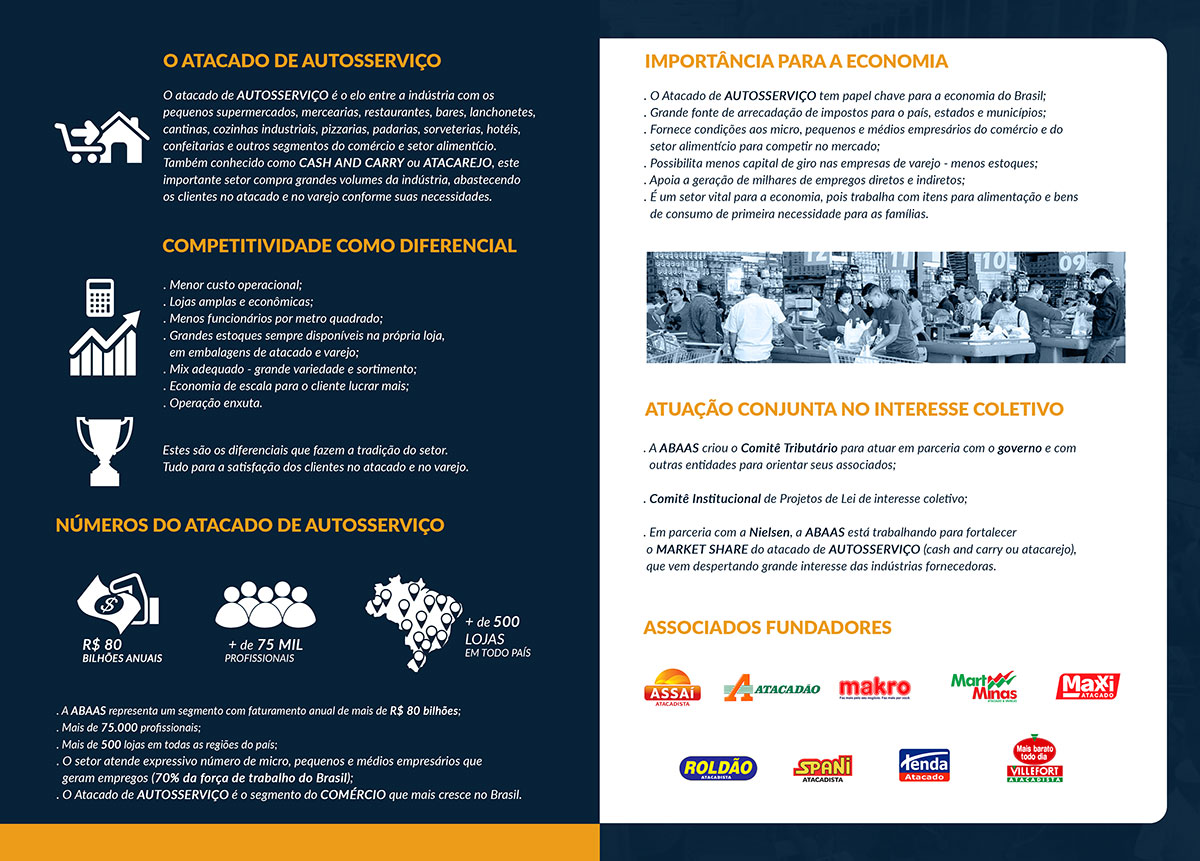 O ATACADO DE AUTOSSERVIÇO
O atacado de AUTOSSERVIÇO é o elo entre a indústria com os
pequenos supermercados, mercearias, restaurantes, bares, lanchonetes,
cantinas, cozinhas industriais, pizzarias, padarias, sorveterias, hotéis,
confeitarias e outros segmentos do comércio e setor alimentício.
Também conhecido como CASH AND CARRY ou ATACAREJO, este
importante setor compra grandes volumes da indústria, abastecendo
os clientes no atacado e no varejo conforme suas necessidades.
COMPETITIVIDADE COMO DIFERENCIAL
. Menor custo operacional;
. Lojas amplas e econômicas;
. Menos funcionários por metro quadrado;
. Grandes estoques sempre disponíveis na própria loja,
em embalagens de atacado e varejo;
. Mix adequado - grande variedade e sortimento;
. Economia de escala para o cliente lucrar mais;
. Operação enxuta.
Estes são os diferenciais que fazem a tradição do setor.
Tudo para a satisfação dos clientes no atacado e no varejo.
NÚMEROS DO ATACADO DE AUTOSSERVIÇO
$
R$ 80
BILHÕES ANUAIS
+ de 75 MIL
PROFISSIONAIS
+ de 500
LOJAS
EM TODO PAÍS
. A ABAAS representa um segmento com faturamento anual de mais de R$ 80 bilhões;
. Mais de 75.000 profissionais;
. Mais de 500 lojas em todas as regiões do país;
. O setor atende expressivo número de micro, pequenos e médios empresários que
geram empregos (70% da força de trabalho do Brasil);
. O Atacado de AUTOSSERVIÇO é o segmento do COMÉRCIO que mais cresce no Brasil.
IMPORTÂNCIA PARA A ECONOMIA
. O Atacado de AUTOSSERVIÇO tem papel chave para a economia do Brasil;
. Grande fonte de arrecadação de impostos para o país, estados e municípios;
. Fornece condições aos micro, pequenos e médios empresários do comércio e do
setor alimentício para competir no mercado;
. Possibilita menos capital de giro nas empresas de varejo - menos estoques;
. Apoia a geração de milhares de empregos diretos e indiretos;
. É um setor vital para a economia, pois trabalha com itens para alimentação e bens
de consumo de primeira necessidade para as famílias.
12 11 10 09
ATUAÇÃO CONJUNTA NO INTERESSE COLETIVO
. A ABAAS criou o Comitê Tributário para atuar em parceria com o governo e com
outras entidades para orientar seus associados;
. Comitê Institucional de Projetos de Lei de interesse coletivo;
. Em parceria com a Nielsen, a ABAAS está trabalhando para fortalecer
o MARKET SHARE do atacado de AUTOSSERVIÇO (cash and carry ou atacarejo),
que vem despertando grande interesse das indústrias fornecedoras.
ASSOCIADOS FUNDADORES
ASSAÍ
ATACADISTA
ATACADÃO
makro
Faz mais pelo seu negócio. Faz mais por você.
Mart
Minas
ATACADO & VAREJO
MaXXi
ATACADO
ROLDÃO
ATACADISTA
SPANI
ATACADISTA
Tenda
Atacado
Mais barato
todo dia
VILLEFORT
ATACADISTA